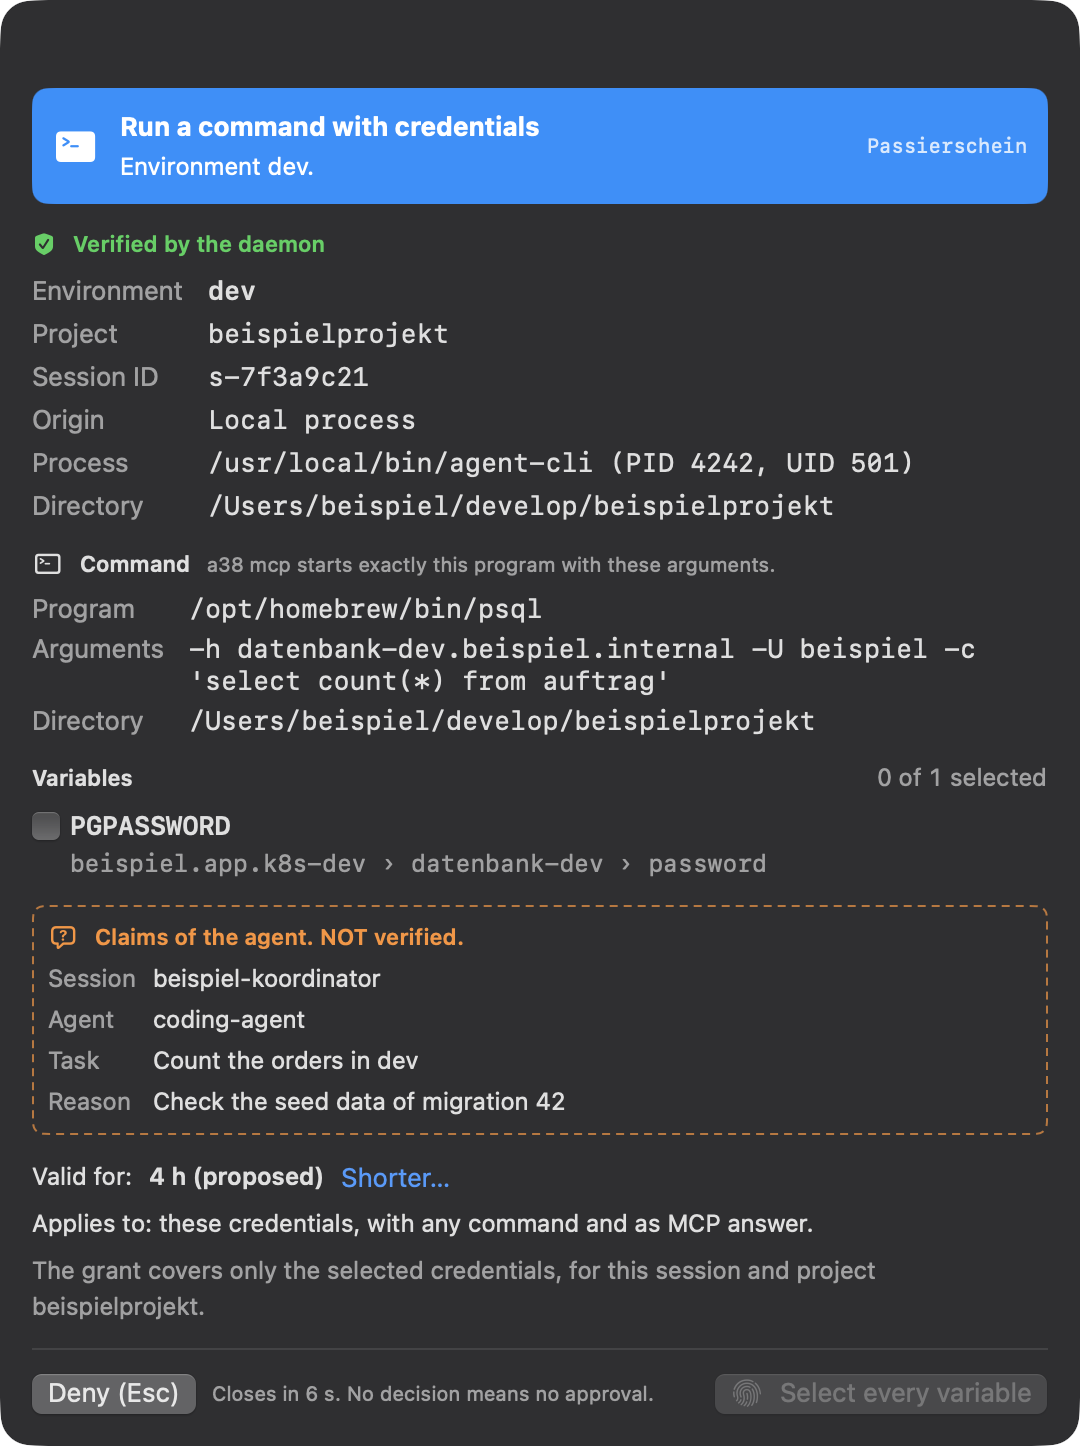 Run a command with credentials
Environment dev.
Passierschein
Verified by the daemon
Environment dev
Project beispielprojekt
Session ID s-7f3a9c21
Origin Local process
Process /usr/local/bin/agent-cli (PID 4242, UID 501)
Directory /Users/beispiel/develop/beispielprojekt
Command a38 mcp starts exactly this program with these arguments.
Program /opt/homebrew/bin/psql
Arguments -h datenbank-dev.beispiel.internal -U beispiel -c
'select count(*) from auftrag'
Directory /Users/beispiel/develop/beispielprojekt
Variables 0 of 1 selected
PGPASSWORD
beispiel.app.k8s-dev › datenbank-dev › password
Claims of the agent. NOT verified.
Session beispiel-koordinator
Agent coding-agent
Task Count the orders in dev
Reason Check the seed data of migration 42
Valid for: 4 h (proposed) Shorter...
Applies to: these credentials, with any command and as MCP answer.
The grant covers only the selected credentials, for this session and project
beispielprojekt.
Deny (Esc) Closes in 6 s. No decision means no approval. Select every variable